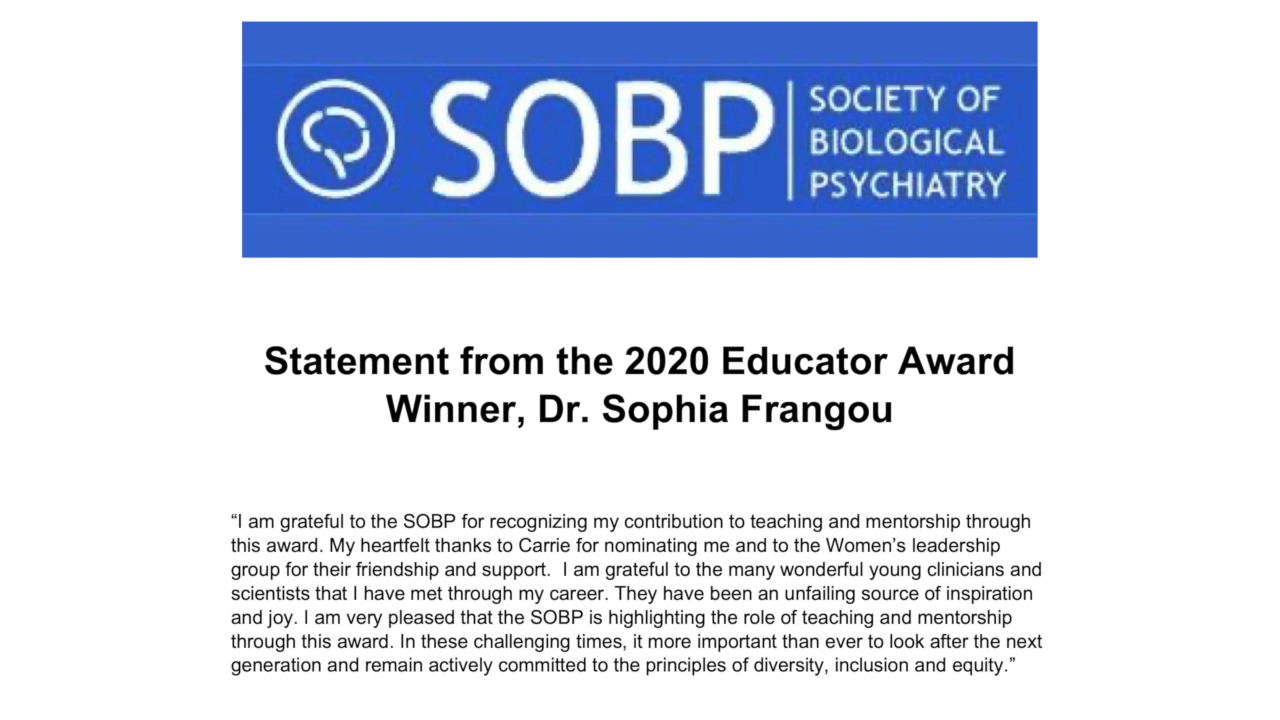 SOBP
SOCIETY OF
BIOLOGICAL
PSYCHIATRY
Statement from the 2020 Educator Award
Winner, Dr. Sophia Frangou
“I am grateful to the SOBP for recognizing my contribution to teaching and mentorship through
this award. My heartfelt thanks to Carrie for nominating me and to the Women’s leadership
group for their friendship and support.  I am grateful to the many wonderful young clinicians and
scientists that I have met through my career. They have been an unfailing source of inspiration
and joy. I am very pleased that the SOBP is highlighting the role of teaching and mentorship
through this award. In these challenging times, it more important than ever to look after the next
generation and remain actively committed to the principles of diversity, inclusion and equity.”